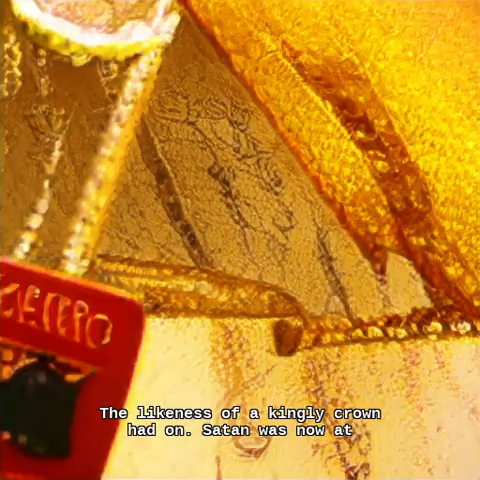 The likeness of a kingly crown
had on. Satan was now at